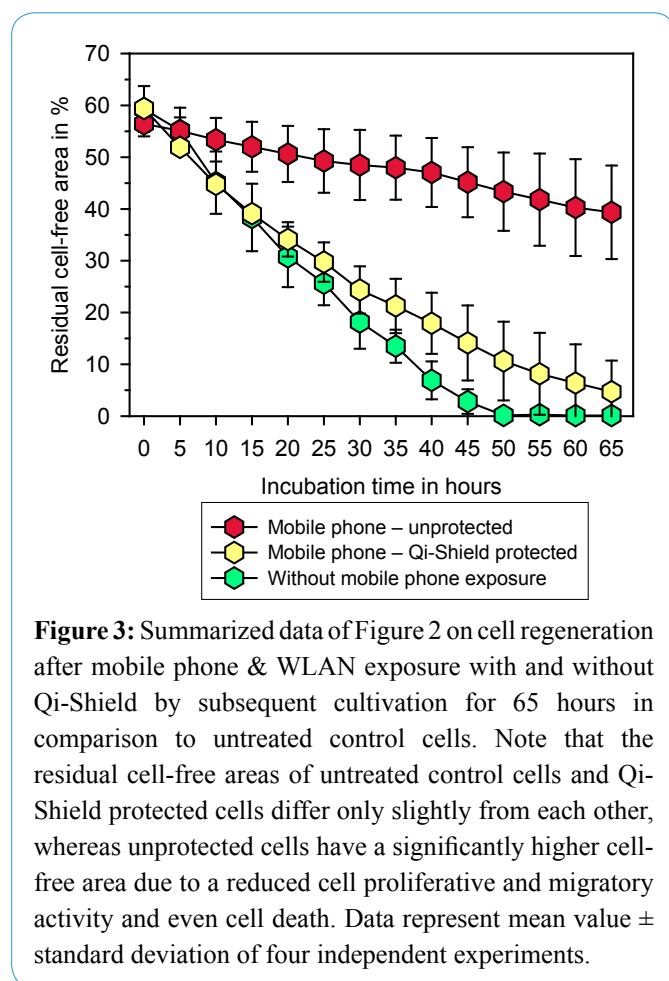 70
60
50
40
30
20
10
0
Residual cell-free area in %
0 5 10 15 20 25 30 35 40 45 50 55 60 65
Incubation time in hours
Mobile phone – unprotected
Mobile phone – Qi-Shield protected
Without mobile phone exposure
Figure 3: Summarized data of Figure 2 on cell regeneration
after mobile phone & WLAN exposure with and without
Qi-Shield by subsequent cultivation for 65 hours in
comparison to untreated control cells. Note that the
residual cell-free areas of untreated control cells and Qi-
Shield protected cells differ only slightly from each other,
whereas unprotected cells have a significantly higher cell-
free area due to a reduced cell proliferative and migratory
activity and even cell death. Data represent mean value ±
standard deviation of four independent experiments.